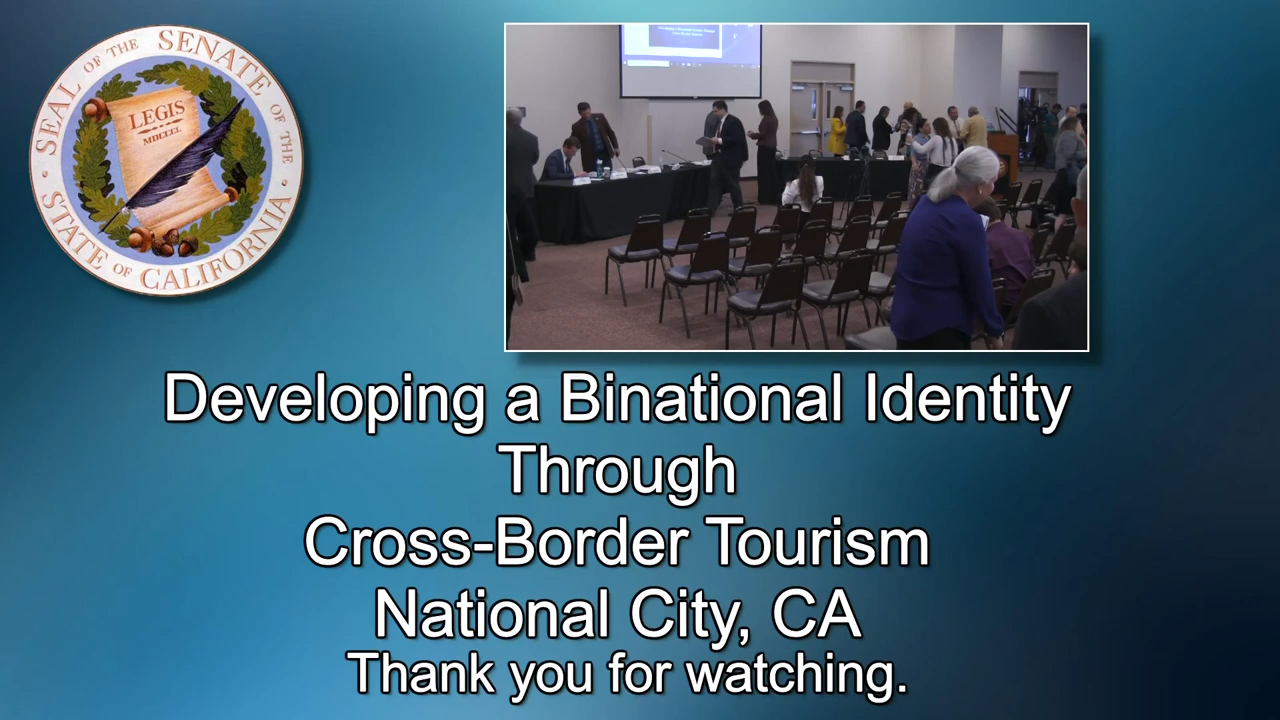 SEAL OF THE SENATE OF THE
STATE OF CALIFORNIA
LEGIS
MDCCCL
Developing a Binational Identity
Through
Cross-Border Tourism
National City, CA
Thank you for watching.